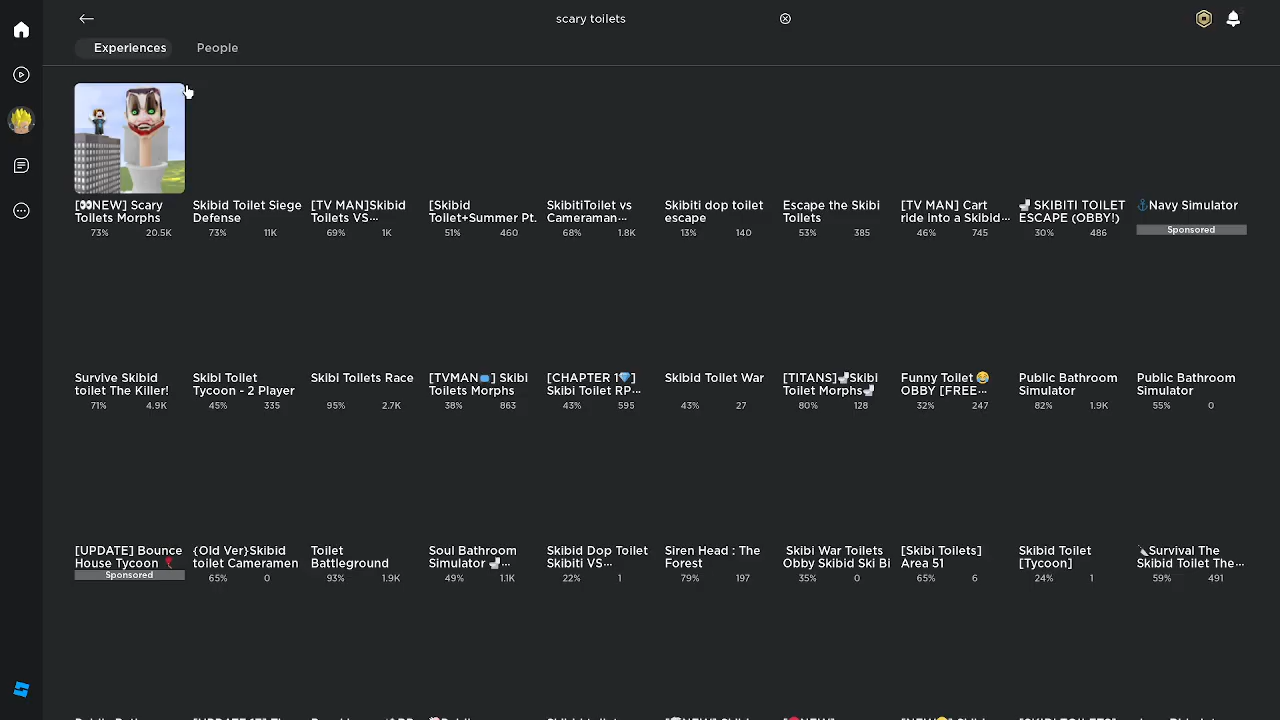 scary toilets
Experiences People
[👀NEW] Scary
Toilets Morphs
73% 20.5K
Skibid Toilet Siege
Defense
73% 11K
[TV MAN]Skibid
Toilets VS...
69% 1K
[Skibid
Toilet+Summer Pt.
51% 460
SkibitiToilet vs
Cameraman...
68% 1.8K
Skibiti dop toilet
escape
13% 140
Escape the Skibi
Toilets
53% 385
[TV MAN] Cart
ride into a Skibid...
46% 745
🚽 SKIBITI TOILET
ESCAPE (OBBY!)
30% 486
⚓Navy Simulator
Sponsored
Survive Skibid
toilet The Killer!
71% 4.9K
Skibi Toilet
Tycoon - 2 Player
45% 335
Skibi Toilets Race
95% 2.7K
[TVMAN] Skibi
Toilets Morphs
38% 863
[CHAPTER 1💎]
Skibi Toilet RP...
43% 595
Skibid Toilet War
43% 27
[TITANS]🚽Skibi
Toilet Morphs🚽
80% 128
Funny Toilet 😂
OBBY [FREE...
32% 247
Public Bathroom
Simulator
82% 1.9K
Public Bathroom
Simulator
55% 0
[UPDATE] Bounce
House Tycoon 🎈
Sponsored
{Old Ver}Skibid
toilet Cameramen
65% 0
Toilet
Battleground
93% 1.9K
Soul Bathroom
Simulator 🚽...
49% 1.1K
Skibid Dop Toilet
Skibiti VS...
22% 1
Siren Head : The
Forest
79% 197
Skibi War Toilets
Obby Skibid Ski Bi
35% 0
[Skibi Toilets]
Area 51
65% 6
Skibid Toilet
[Tycoon]
24% 1
🔪Survival The
Skibid Toilet The...
59% 491